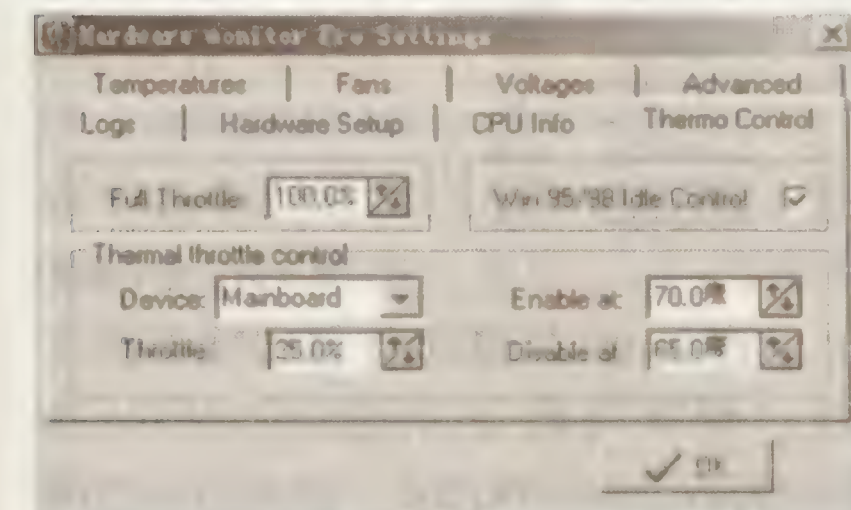 Hardware Monitor Pro Settings
Temperatures Fans Voltages Advanced
Logs Hardware Setup CPU Info Thermo Control
Full Throttle: 100.0% Win 95/98 Idle Control
Thermal throttle control
Device: Mainboard Enable at: 70.0
Throttle: 25.0% Disable at: 65.0
OK